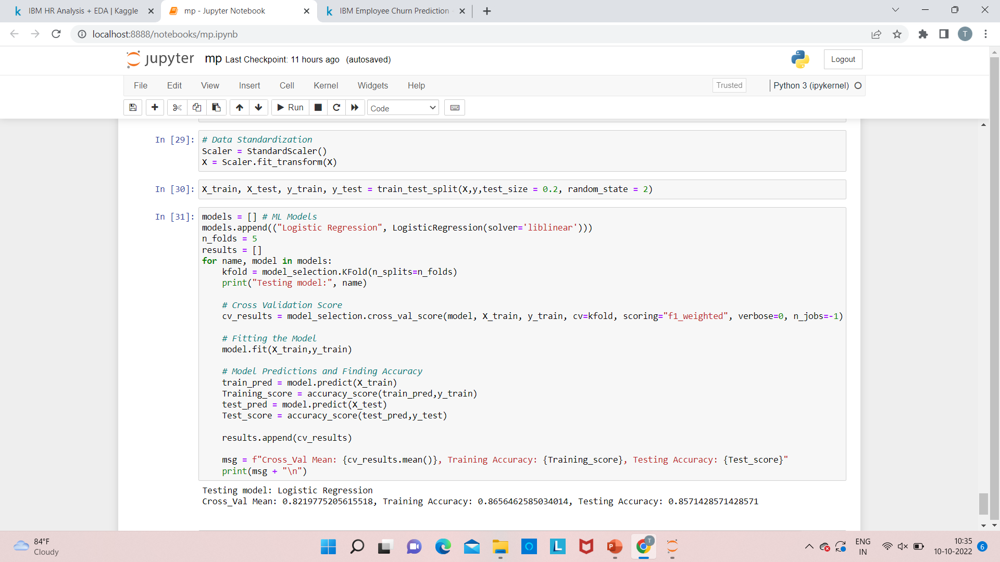 IBM HR Analysis + EDA | Kaggle
mp - Jupyter Notebook
IBM Employee Churn Prediction
localhost:8888/notebooks/mp.ipynb
T
jupyter mp Last Checkpoint: 11 hours ago (autosaved)
Logout
File Edit View Insert Cell Kernel Widgets Help
Trusted
Python 3 (ipykernel)
Run
Code
In [29]: # Data Standardization
Scaler = StandardScaler()
X = Scaler.fit_transform(X)
In [30]: X_train, X_test, y_train, y_test = train_test_split(X,y,test_size = 0.2, random_state = 2)
In [31]: models = [] # ML Models
models.append(("Logistic Regression", LogisticRegression(solver='liblinear')))
n_folds = 5
results = []
for name, model in models:
    kfold = model_selection.KFold(n_splits=n_folds)
    print("Testing model:", name)
    # Cross Validation Score
    cv_results = model_selection.cross_val_score(model, X_train, y_train, cv=kfold, scoring="f1_weighted", verbose=0, n_jobs=-1)
    # Fitting the Model
    model.fit(X_train,y_train)
    # Model Predictions and Finding Accuracy
    train_pred = model.predict(X_train)
    Training_score = accuracy_score(train_pred,y_train)
    test_pred = model.predict(X_test)
    Test_score = accuracy_score(test_pred,y_test)
    results.append(cv_results)
    msg = f"Cross_Val Mean: {cv_results.mean()}, Training Accuracy: {Training_score}, Testing Accuracy: {Test_score}"
    print(msg + "\n")
Testing model: Logistic Regression
Cross_Val Mean: 0.8219775205615518, Training Accuracy: 0.8656462585034014, Testing Accuracy: 0.8571428571428571
84°F
Cloudy
L
P
T
ENG
IN
10:35
10-10-2022
6